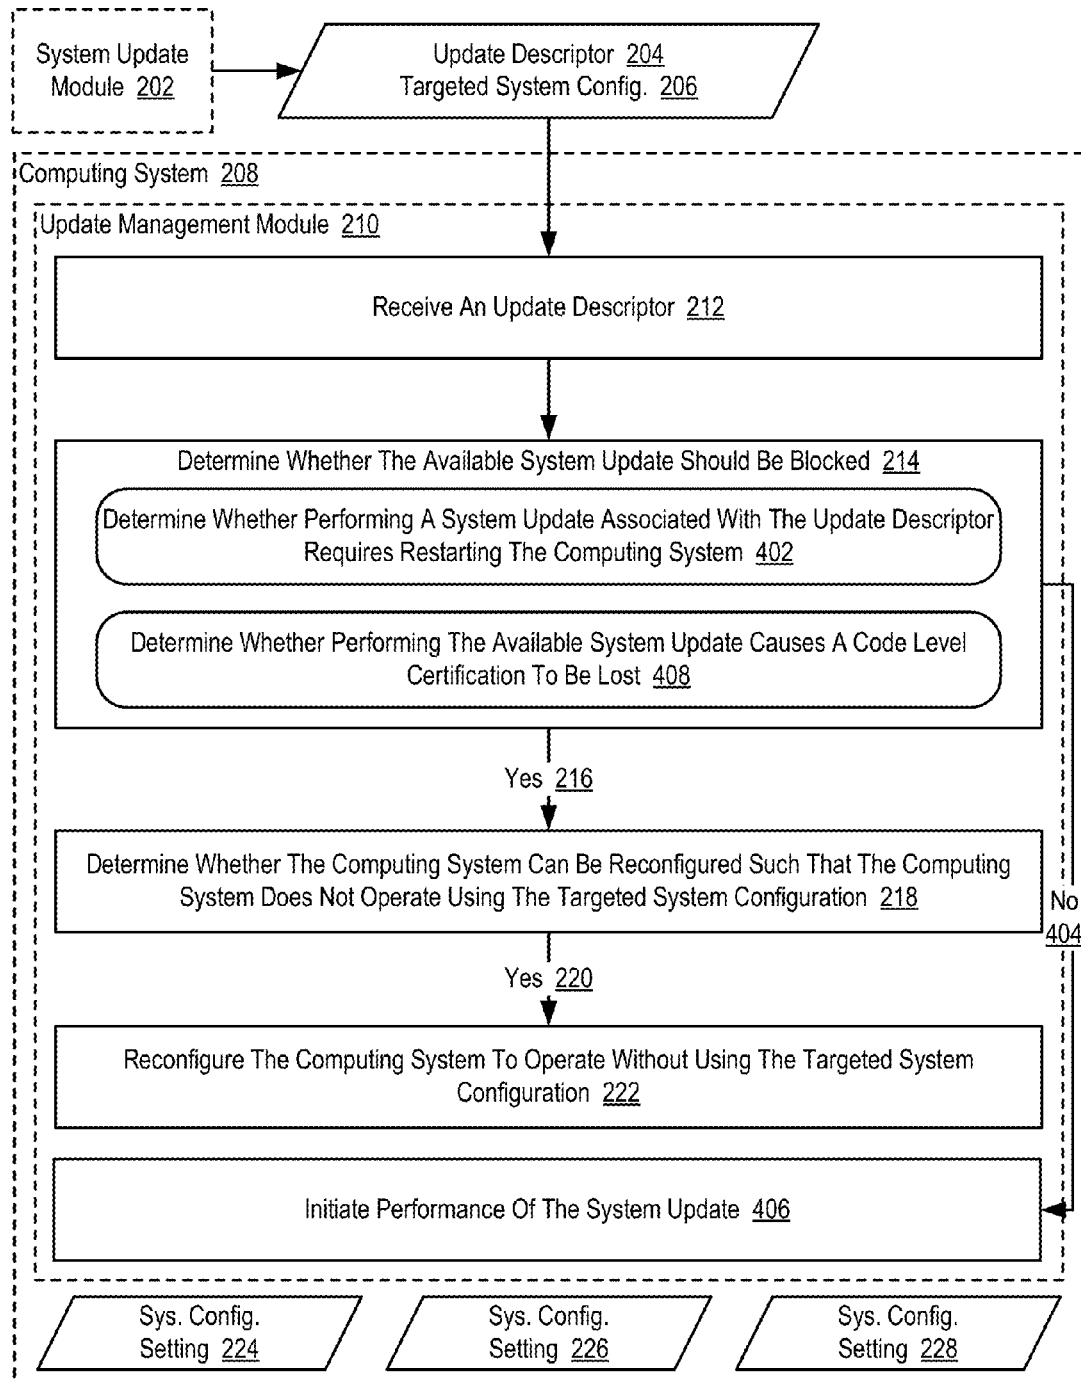 System Update
Module 202
Update Descriptor 204
Targeted System Config. 206
Computing System 208
Update Management Module 210
Receive An Update Descriptor 212
Determine Whether The Available System Update Should Be Blocked 214
Determine Whether Performing A System Update Associated With The Update Descriptor
Requires Restarting The Computing System 402
Determine Whether Performing The Available System Update Causes A Code Level
Certification To Be Lost 408
Yes 216
Determine Whether The Computing System Can Be Reconfigured Such That The Computing
System Does Not Operate Using The Targeted System Configuration 218
No
404
Yes 220
Reconfigure The Computing System To Operate Without Using The Targeted System
Configuration 222
Initiate Performance Of The System Update 406
Sys. Config.
Setting 224
Sys. Config.
Setting 226
Sys. Config.
Setting 228